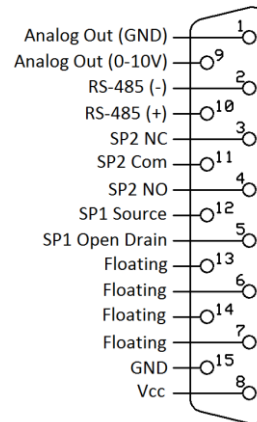 Analog Out (GND) 1
Analog Out (0-10V) 9
RS-485 (-) 2
RS-485 (+) 10
SP2 NC 3
SP2 Com 11
SP2 NO 4
SP1 Source 12
SP1 Open Drain 5
Floating 13
Floating 6
Floating 14
Floating 7
GND 15
Vcc 8